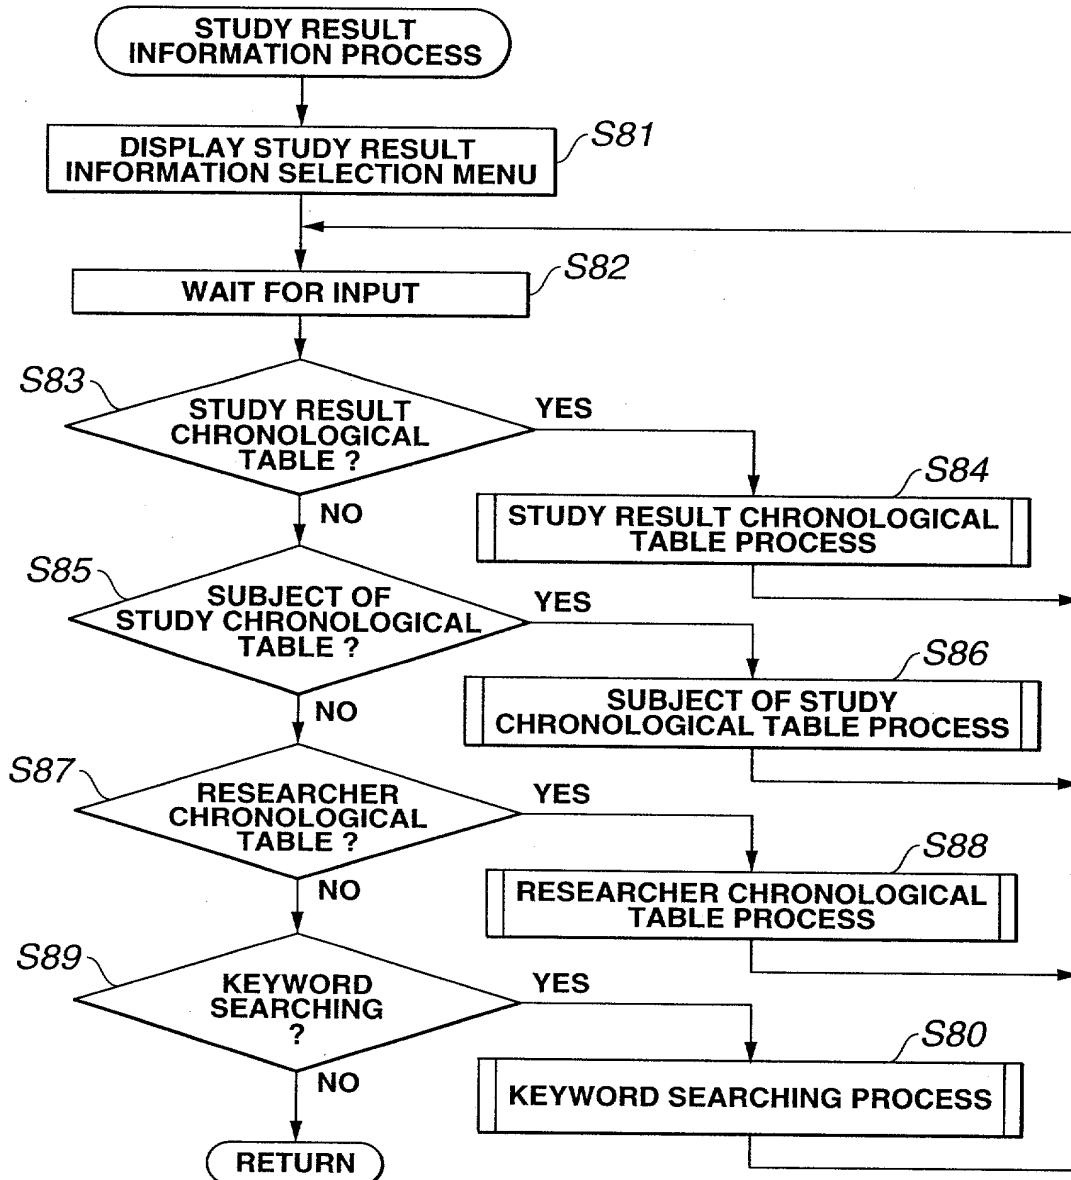 STUDY RESULT
INFORMATION PROCESS
S81
DISPLAY STUDY RESULT
INFORMATION SELECTION MENU
S82
WAIT FOR INPUT
S83
STUDY RESULT
CHRONOLOGICAL
TABLE ?
YES
NO
S84
STUDY RESULT CHRONOLOGICAL
TABLE PROCESS
S85
SUBJECT OF
STUDY CHRONOLOGICAL
TABLE ?
YES
NO
S86
SUBJECT OF STUDY
CHRONOLOGICAL TABLE PROCESS
S87
RESEARCHER
CHRONOLOGICAL
TABLE ?
YES
NO
S88
RESEARCHER CHRONOLOGICAL
TABLE PROCESS
S89
KEYWORD
SEARCHING
?
YES
NO
S80
KEYWORD SEARCHING PROCESS
RETURN